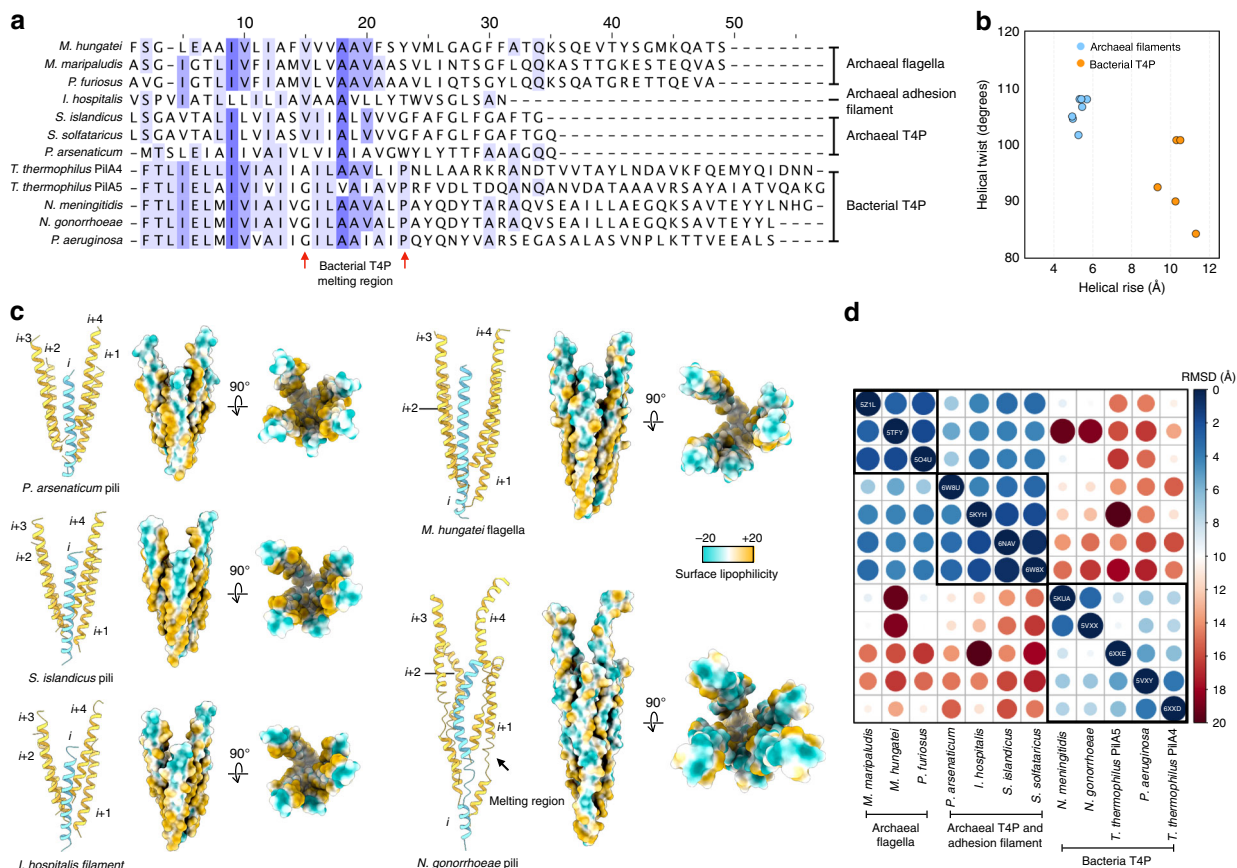 a
10 20 30 40 50
M. hungatei FSG-LEAAIVLIAFVVVAAVFSYVMLGAGFFATQKSQEVTYSGMKQATS
M. maripaludis ASG-IGTLIVFIAMVLVAAVAASVLINTSGFLQQKASTTGKESTEQVAS
P. furiosus AVG-IGTLIVFIAMVLVAAVAAAVLIQTSGYLQQKSQATGRETTQEVA
I. hospitalis VSPVIATLLLILIAVAAAVLLYTWVSGLSAN
S. islandicus LSGAVTALILVIASVIIALVVVGFAFGLFGAFTG
S. solfataricus LSGAVTALILVIASVIIALVVVGFAFGLFGAFTGQ
P. arsenaticum MTSLEIAIIVAIVLVIAIAVGWYLYTTFAAAGQ
T. thermophilus PilA4 FTLIELLIVIAIIAILAAVLIPNLLAARKRANDTVVTAYLNDAVKFQEMYQIDNN
T. thermophilus PilA5 FTLIELAIVIVIIGILVAIAVPRFVDLTDQANQANVDATAAAVRSAYAIATVQAKG
N. meningitidis FTLIELMIVIAIVGILAAVALPAYQDYTARAQVSEAILLAEGQKSAVTEYYLNHG
N. gonorrhoeae FTLIELMIVIAIVGILAAVALPAYQDYTARAQVSEAILLAEGQKSAVTEYYL
P. aeruginosa FTLIELMIVVAIIGILAAIAIPQYQNYVARSEGASALASVNPLKTTVEEALS
Archaeal flagella
Archaeal adhesion
filament
Archaeal T4P
Bacterial T4P
Bacterial T4P
melting region
b
Archaeal filaments
Bacterial T4P
Helical twist (degrees)
120
110
100
90
80
4 6 8 10 12
Helical rise (Å)
c
i+3
i+2
i
i+4
i+1
90°
P. arsenaticum pili
i+3
i+4
i
i+2
i+1
90°
S. islandicus pili
i+3
i+4
i
i+2
i+1
90°
I. hospitalis filament
i+3
i+4
i
i+2
i+1
90°
M. hungatei flagella
−20 +20
Surface lipophilicity
i+3
i+4
i+2
i+1
90°
Melting region
i
N. gonorrhoeae pili
d
RMSD (Å)
0
2
4
6
8
10
12
14
16
18
20
5Z1L
5TFY
5O4U
6W8U
5KYH
6NAV
6W8X
5KUA
5VXX
6XXE
5VXY
6XXD
M. maripaludis
M. hungatei
P. furiosus
P. arsenaticum
I. hospitalis
S. islandicus
S. solfataricus
N. meningitidis
N. gonorrhoeae
T. thermophilus PilA5
P. aeruginosa
T. thermophilus PilA4
Archaeal
flagella
Archaeal T4P and
adhesion filament
Bacteria T4P